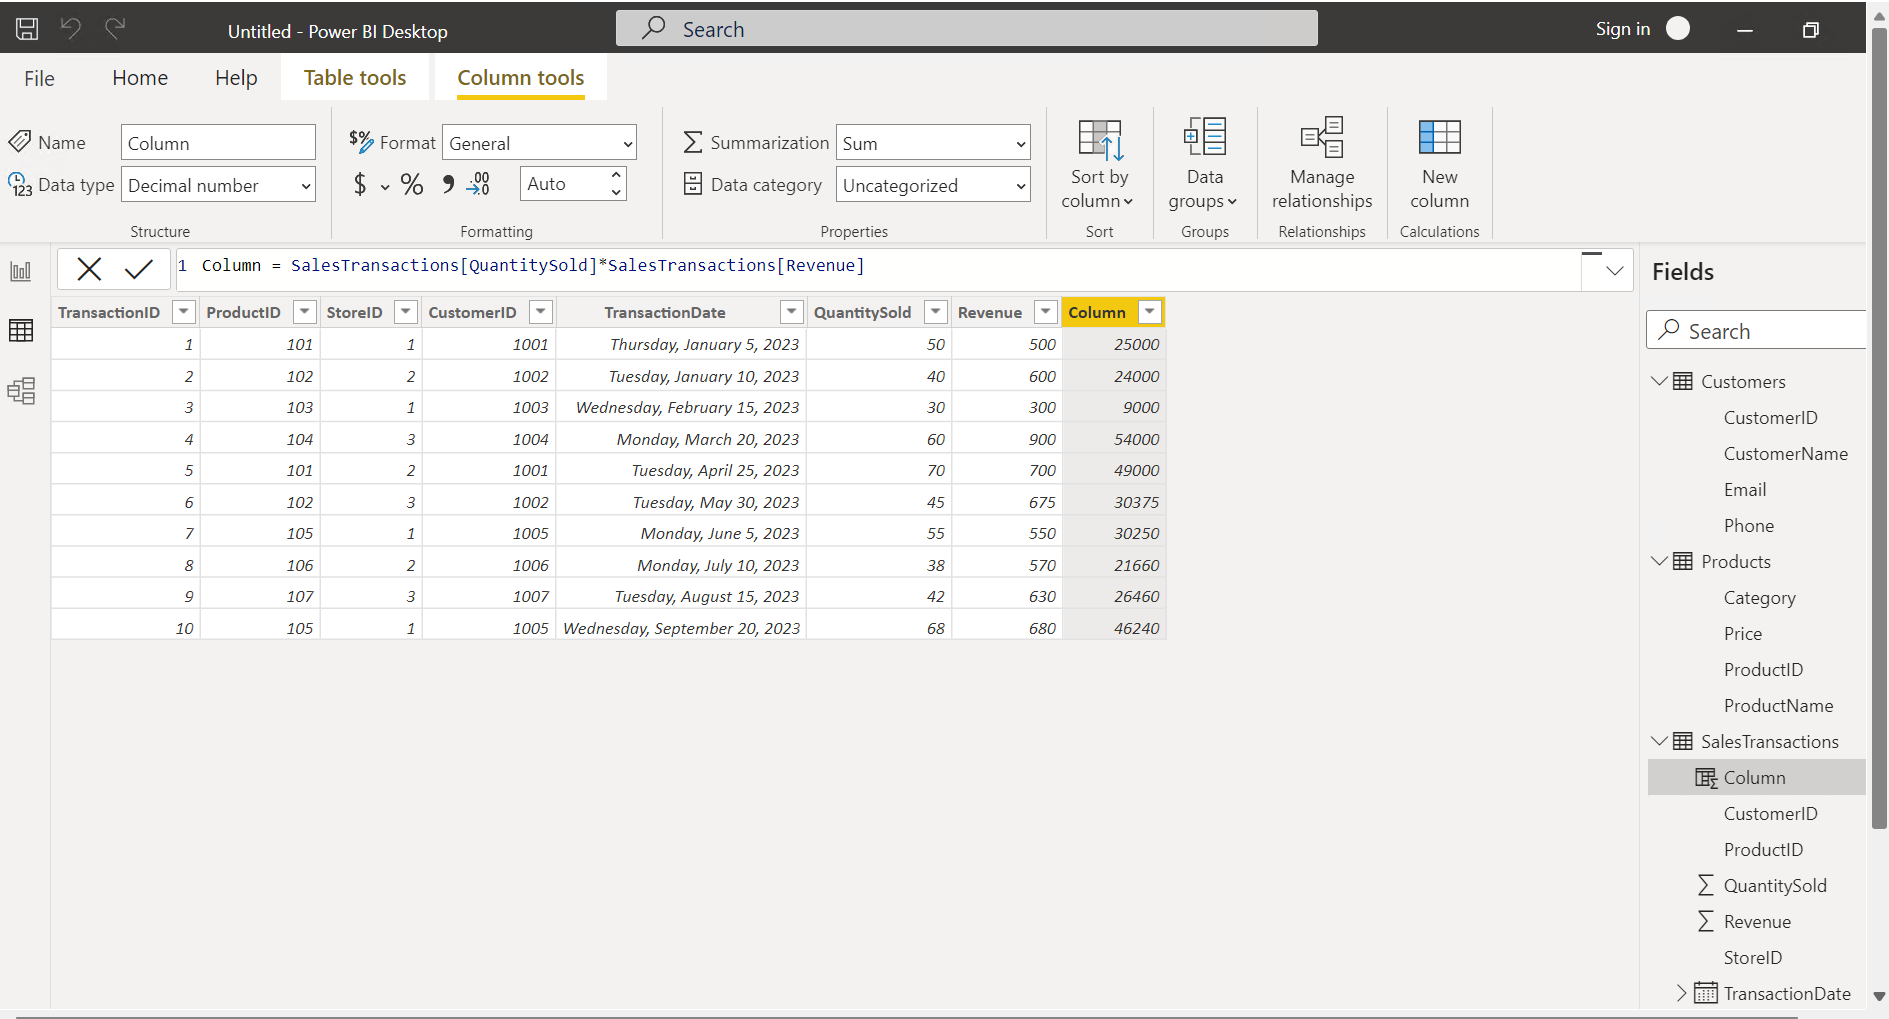 Untitled - Power BI Desktop
Search
Sign in
File Home Help Table tools Column tools
Name Column
Data type Decimal number
Structure
Format General
$ % , .00 .0 Auto
Formatting
Summarization Sum
Data category Uncategorized
Properties
Sort by
column
Sort
Data
groups
Groups
Manage
relationships
Relationships
New
column
Calculations
1 Column = SalesTransactions[QuantitySold]*SalesTransactions[Revenue]
TransactionID ProductID StoreID CustomerID TransactionDate QuantitySold Revenue Column
1 101 1 1001 Thursday, January 5, 2023 50 500 25000
2 102 2 1002 Tuesday, January 10, 2023 40 600 24000
3 103 1 1003 Wednesday, February 15, 2023 30 300 9000
4 104 3 1004 Monday, March 20, 2023 60 900 54000
5 101 2 1001 Tuesday, April 25, 2023 70 700 49000
6 102 3 1002 Tuesday, May 30, 2023 45 675 30375
7 105 1 1005 Monday, June 5, 2023 55 550 30250
8 106 2 1006 Monday, July 10, 2023 38 570 21660
9 107 3 1007 Tuesday, August 15, 2023 42 630 26460
10 105 1 1005 Wednesday, September 20, 2023 68 680 46240
Fields
Search
Customers
CustomerID
CustomerName
Email
Phone
Products
Category
Price
ProductID
ProductName
SalesTransactions
Column
CustomerID
ProductID
QuantitySold
Revenue
StoreID
TransactionDate